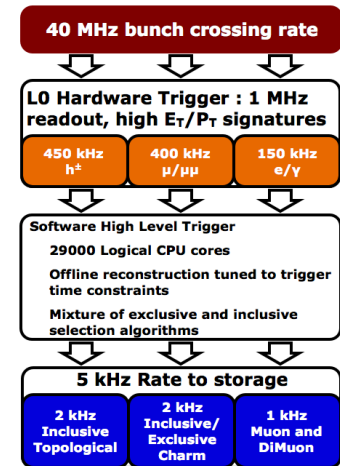 40 MHz bunch crossing rate
L0 Hardware Trigger : 1 MHz
readout, high ET/PT signatures
450 kHz
h±
400 kHz
μ/μμ
150 kHz
e/γ
Software High Level Trigger
29000 Logical CPU cores
Offline reconstruction tuned to trigger
time constraints
Mixture of exclusive and inclusive
selection algorithms
5 kHz Rate to storage
2 kHz
Inclusive
Topological
2 kHz
Inclusive/
Exclusive
Charm
1 kHz
Muon and
DiMuon